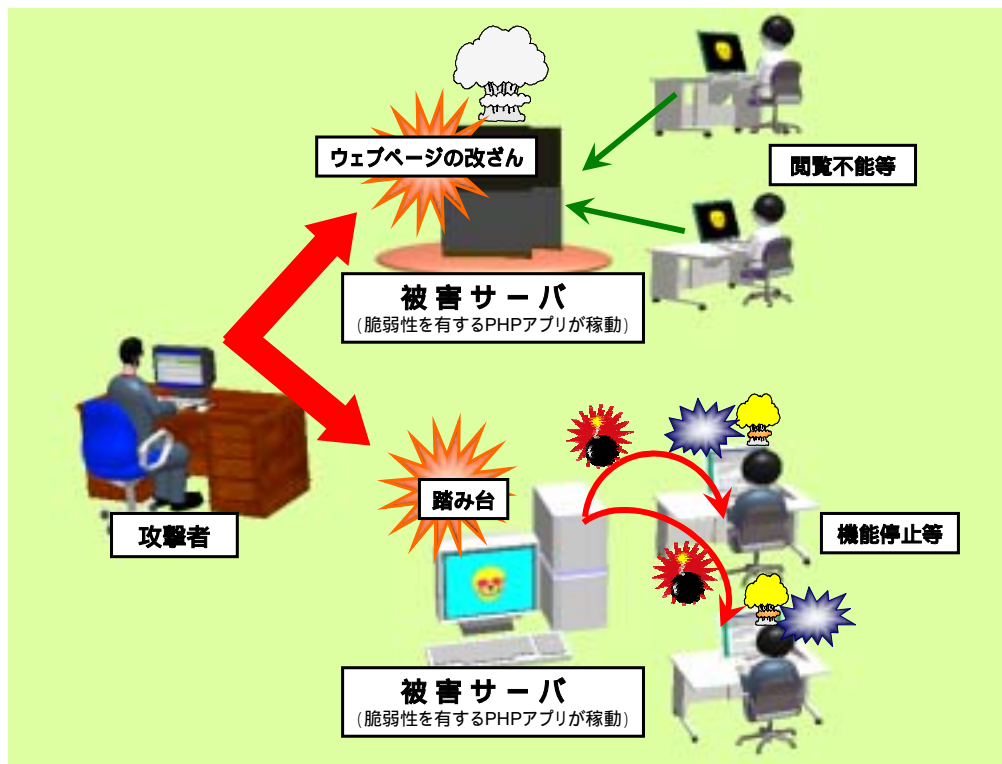 ウェブページの改ざん
閲覧不能等
被害サーバ
(脆弱性を有するPHPアプリが稼動)
攻撃者
踏み台
機能停止等
被害サーバ
(脆弱性を有するPHPアプリが稼動)